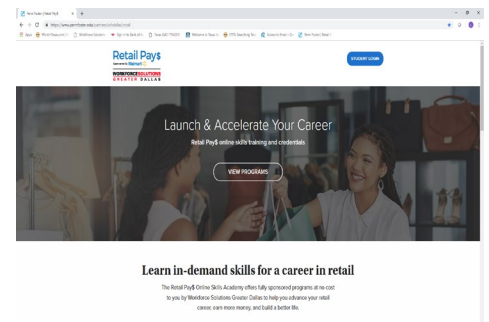 Retail Pay$
STUDENT LOGIN
WORKFORCESOLUTIONS
GREATER DALLAS
Launch & Accelerate Your Career
Retail Pay$ online skills training and credentials
VIEW PROGRAMS
Learn in-demand skills for a career in retail
The Retail Pay$ Online Skills Academy offers fully sponsored programs at no cost
to you by Workforce Solutions Greater Dallas to help you advance your retail
career, earn more money, and build a better life.